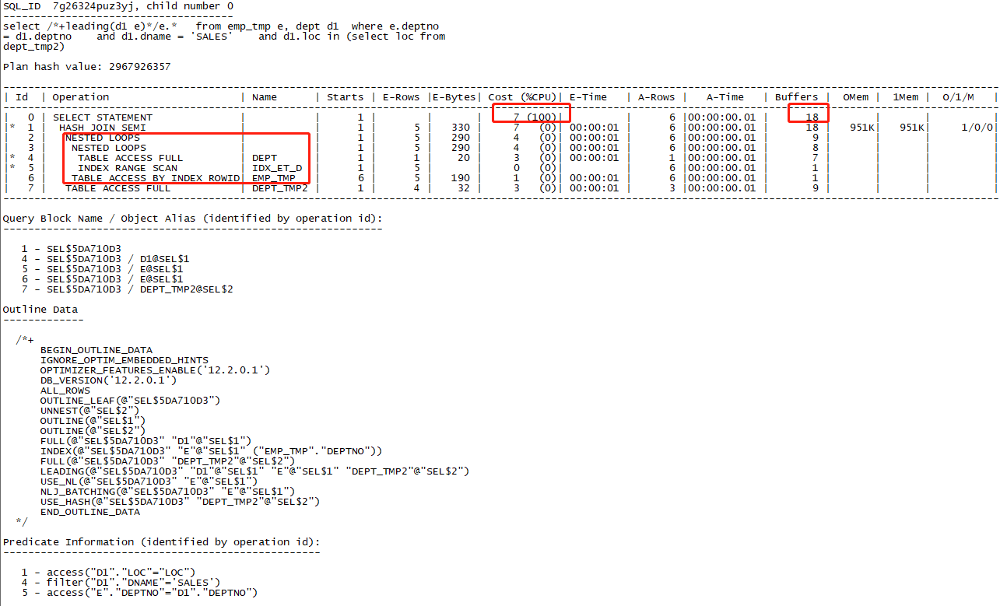 SQL_ID  7g26324puz3yj, child number 0
-------------------------------------
select /*+leading(d1 e)*/e.*   from emp_tmp e, dept d1  where e.deptno
= d1.deptno    and d1.dname = 'SALES'    and d1.loc in (select loc from
dept_tmp2)
Plan hash value: 2967926357
| Id  | Operation                             | Name      | Starts | E-Rows |E-Bytes| Cost (%CPU)| E-Time   | A-Rows |   A-Time   | Buffers |  OMem |  1Mem |  O/1/M   |
|   0 | SELECT STATEMENT                      |           |      1 |        |       |     7 (100)|          |      6 |00:00:00.01 |      18 |       |       |          |
|*  1 |  HASH JOIN SEMI                       |           |      1 |      5 |   330 |     7   (0)| 00:00:01 |      6 |00:00:00.01 |      18 |   951K|   951K|     1/0/0|
|   2 |   NESTED LOOPS                        |           |      1 |      5 |   290 |     4   (0)| 00:00:01 |      6 |00:00:00.01 |       9 |       |       |          |
|   3 |    NESTED LOOPS                       |           |      1 |      5 |   290 |     4   (0)| 00:00:01 |      6 |00:00:00.01 |       8 |       |       |          |
|*  4 |     TABLE ACCESS FULL                 | DEPT      |      1 |      1 |    20 |     3   (0)| 00:00:01 |      1 |00:00:00.01 |       7 |       |       |          |
|*  5 |     INDEX RANGE SCAN                  | IDX_ET_D  |      1 |      5 |       |     0   (0)|          |      6 |00:00:00.01 |       1 |       |       |          |
|   6 |    TABLE ACCESS BY INDEX ROWID| EMP_TMP   |      6 |      5 |   190 |     1   (0)| 00:00:01 |      6 |00:00:00.01 |       1 |       |       |          |
|   7 |   TABLE ACCESS FULL                   | DEPT_TMP2 |      1 |      4 |    32 |     3   (0)| 00:00:01 |      3 |00:00:00.01 |       9 |       |       |          |
Query Block Name / Object Alias (identified by operation id):
-------------------------------------------------------------
   1 - SEL$5DA710D3
   4 - SEL$5DA710D3 / D1@SEL$1
   5 - SEL$5DA710D3 / E@SEL$1
   6 - SEL$5DA710D3 / E@SEL$1
   7 - SEL$5DA710D3 / DEPT_TMP2@SEL$2
Outline Data
-------------
  /*+
      BEGIN_OUTLINE_DATA
      IGNORE_OPTIM_EMBEDDED_HINTS
      OPTIMIZER_FEATURES_ENABLE('12.2.0.1')
      DB_VERSION('12.2.0.1')
      ALL_ROWS
      OUTLINE_LEAF(@"SEL$5DA710D3")
      UNNEST(@"SEL$2")
      OUTLINE(@"SEL$1")
      OUTLINE(@"SEL$2")
      FULL(@"SEL$5DA710D3" "D1"@"SEL$1")
      INDEX(@"SEL$5DA710D3" "E"@"SEL$1" ("EMP_TMP"."DEPTNO"))
      FULL(@"SEL$5DA710D3" "DEPT_TMP2"@"SEL$2")
      LEADING(@"SEL$5DA710D3" "D1"@"SEL$1" "E"@"SEL$1" "DEPT_TMP2"@"SEL$2")
      USE_NL(@"SEL$5DA710D3" "E"@"SEL$1")
      NLJ_BATCHING(@"SEL$5DA710D3" "E"@"SEL$1")
      USE_HASH(@"SEL$5DA710D3" "DEPT_TMP2"@"SEL$2")
      END_OUTLINE_DATA
  */
Predicate Information (identified by operation id):
---------------------------------------------------
   1 - access("D1"."LOC"="LOC")
   4 - filter("D1"."DNAME"='SALES')
   5 - access("E"."DEPTNO"="D1"."DEPTNO")